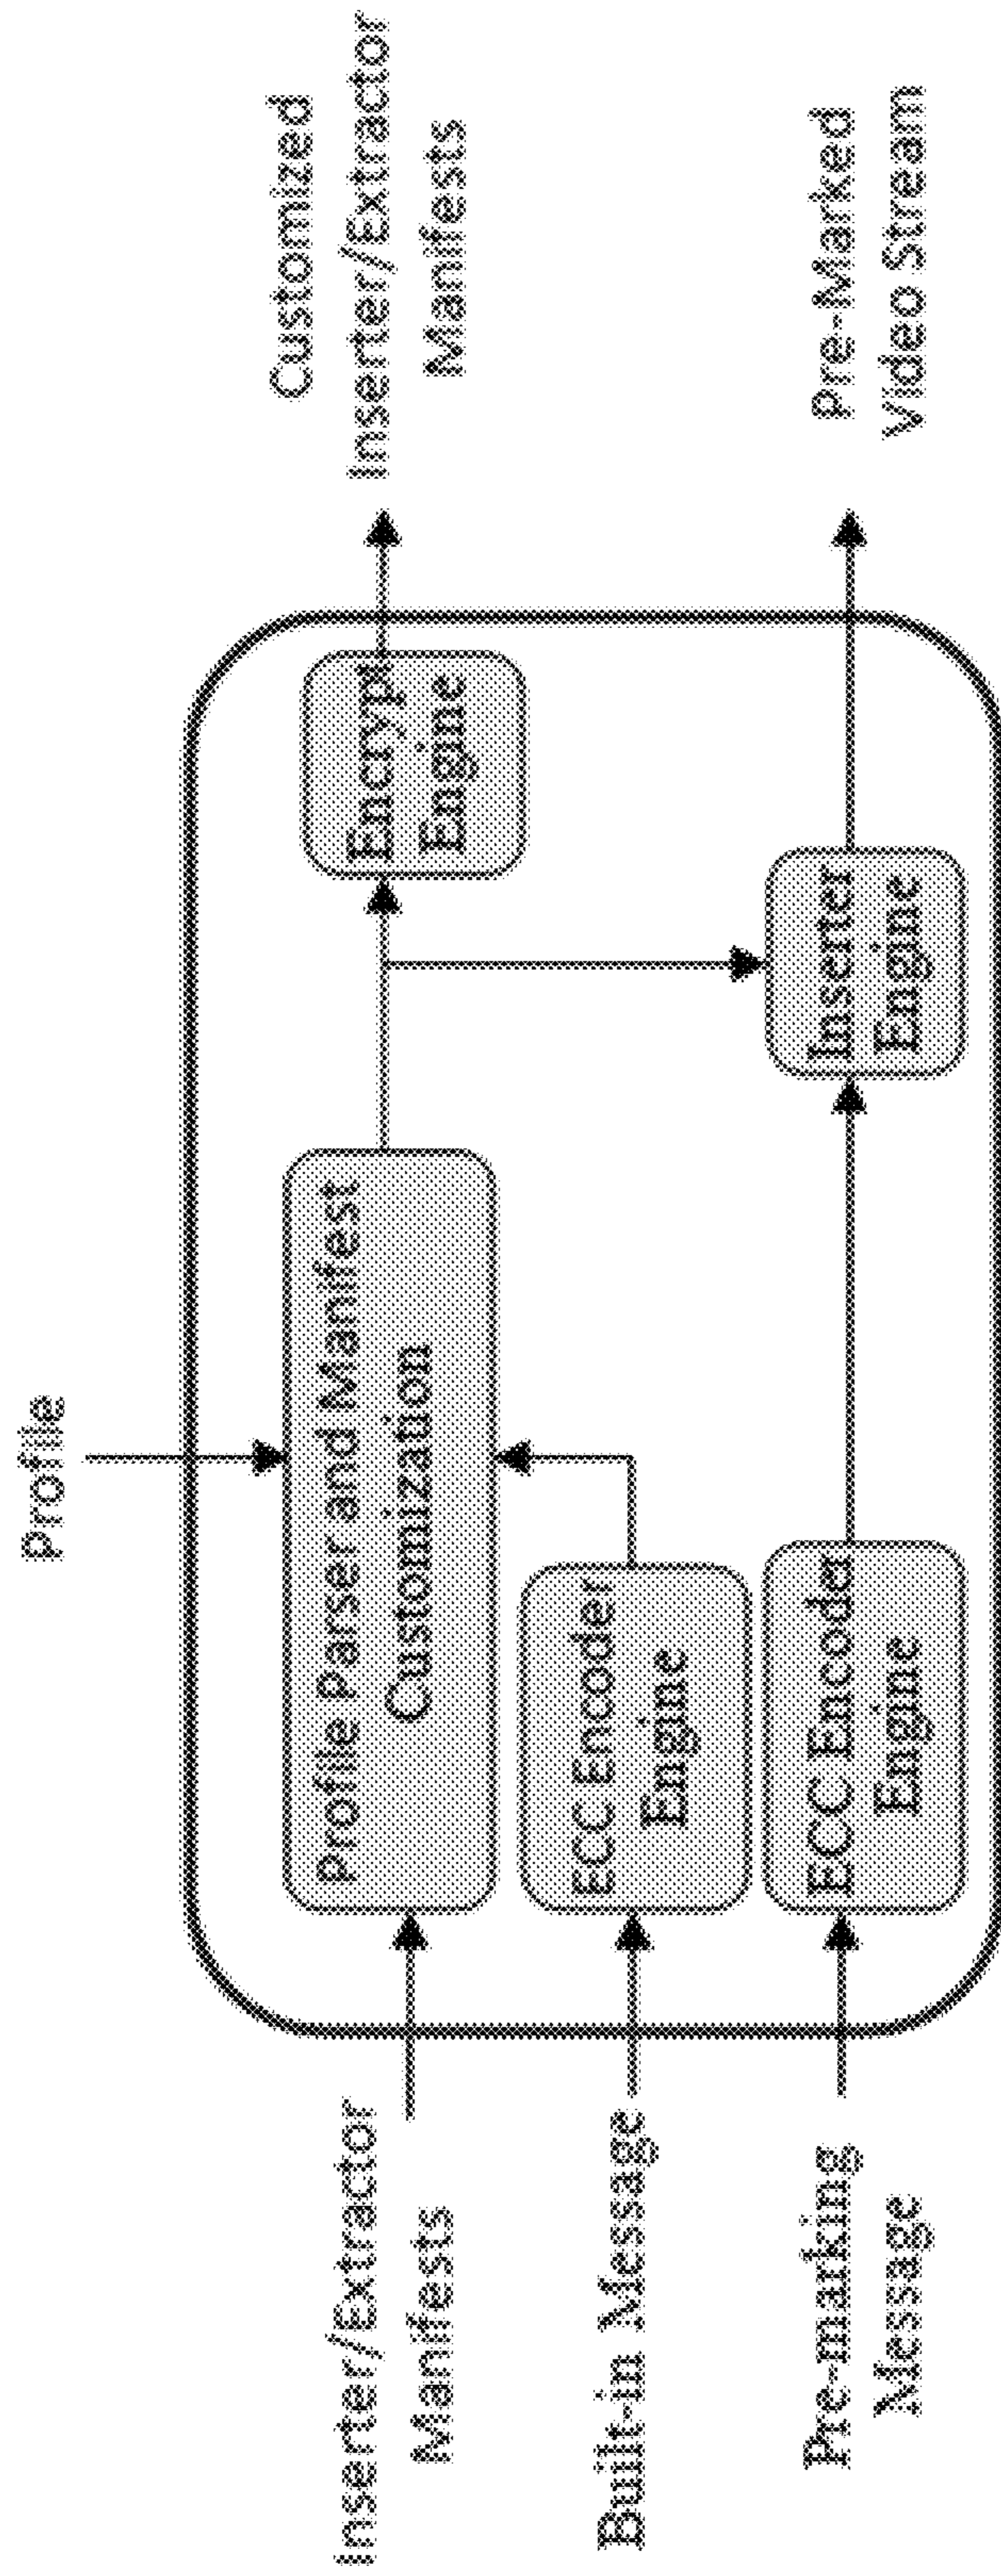 Profile
Inserter/Extractor
Manifests
Profile Parser and Manifest
Customization
Encrypt
Engine
Customized
Inserter/Extractor
Manifests
Built-in Message
ECC Encoder
Engine
Pre-marking
Message
ECC Encoder
Engine
Inserter
Engine
Pre-Marked
Video Stream